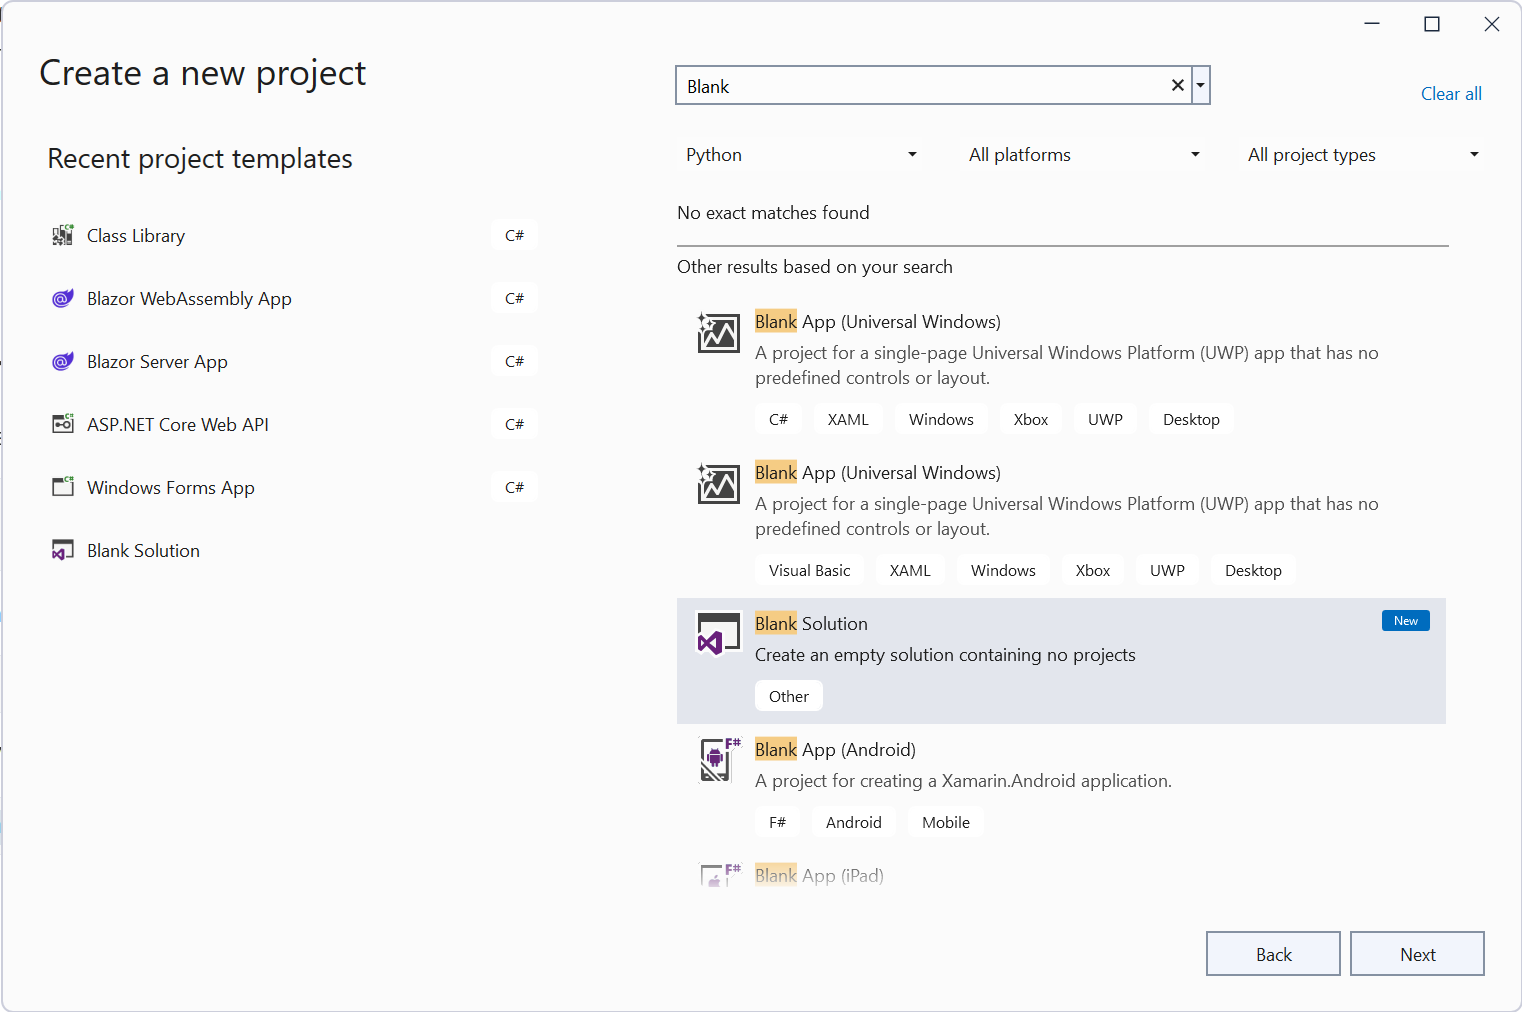 Create a new project
Blank
Clear all
Recent project templates
Python
All platforms
All project types
No exact matches found
Class Library C#
Blazor WebAssembly App C#
Blazor Server App C#
ASP.NET Core Web API C#
Windows Forms App C#
Blank Solution
Other results based on your search
Blank App (Universal Windows)
A project for a single-page Universal Windows Platform (UWP) app that has no
predefined controls or layout.
C# XAML Windows Xbox UWP Desktop
Blank App (Universal Windows)
A project for a single-page Universal Windows Platform (UWP) app that has no
predefined controls or layout.
Visual Basic XAML Windows Xbox UWP Desktop
Blank Solution New
Create an empty solution containing no projects
Other
Blank App (Android)
A project for creating a Xamarin.Android application.
F# Android Mobile
Blank App (iPad)
Back Next